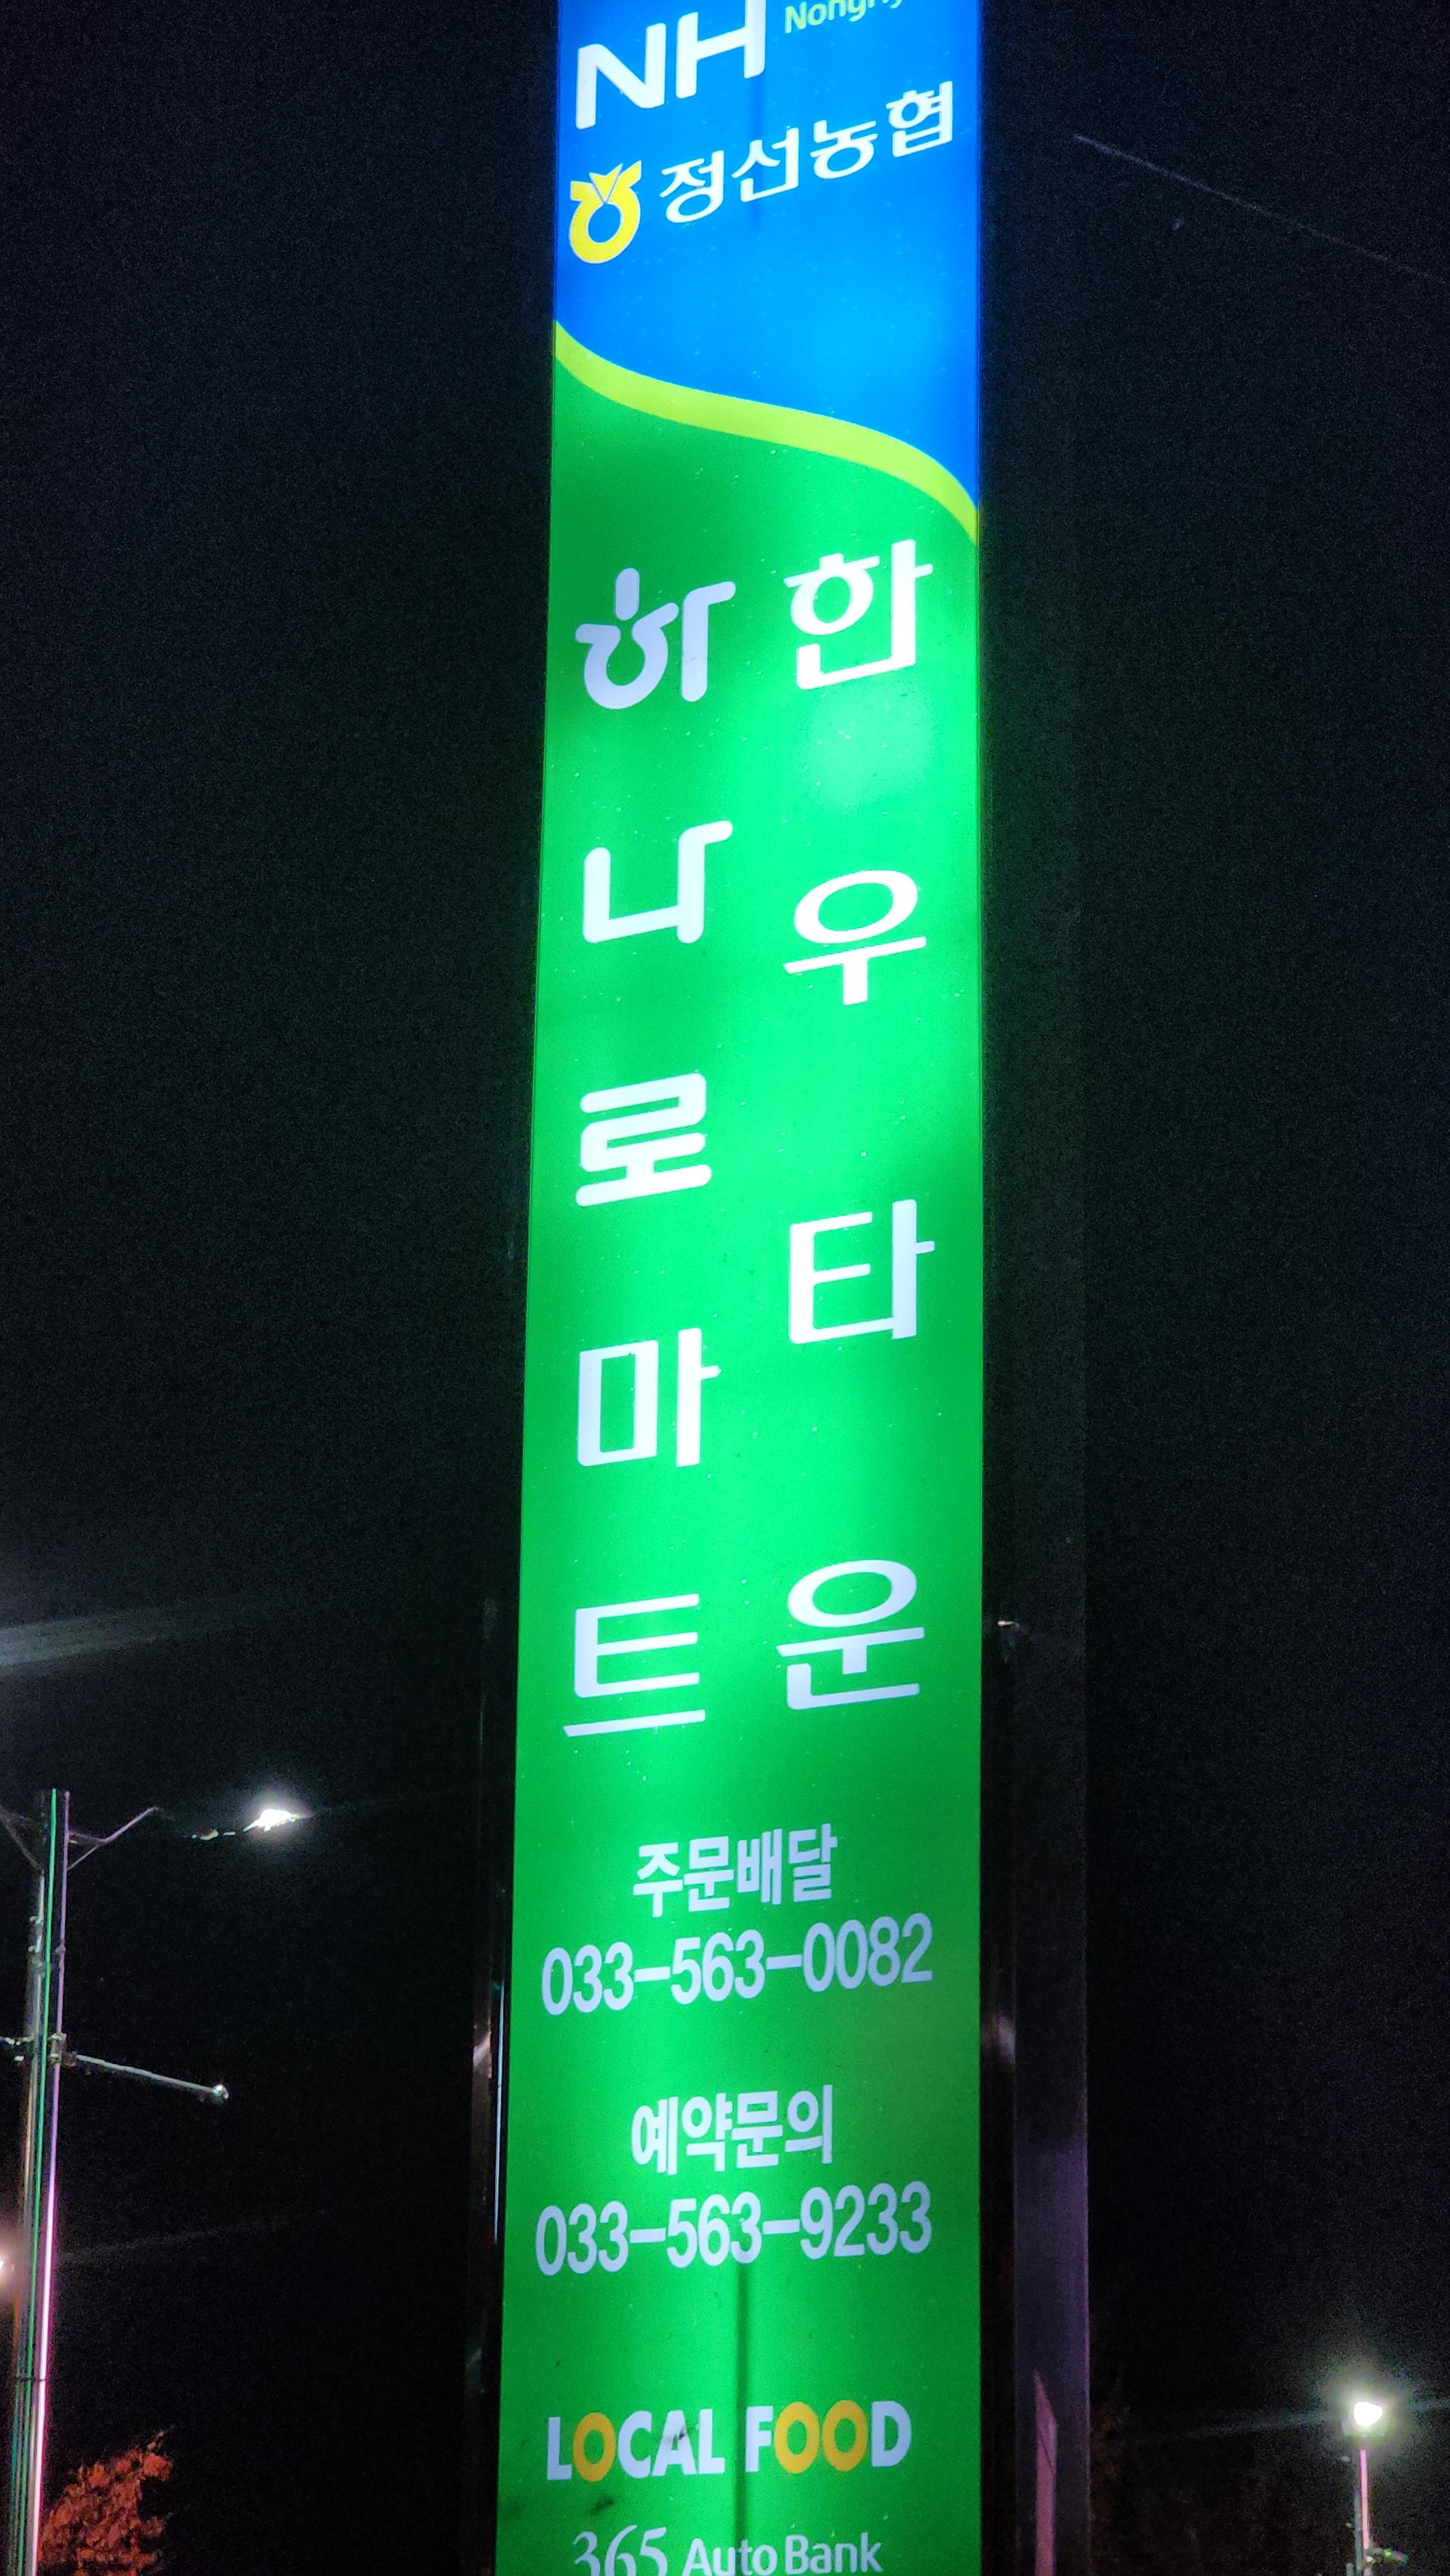 NH
정선농협
하나로마트
한우타운
주문배달
033-563-0082
예약문의
033-563-9233
LOCAL FOOD
365 Auto Bank